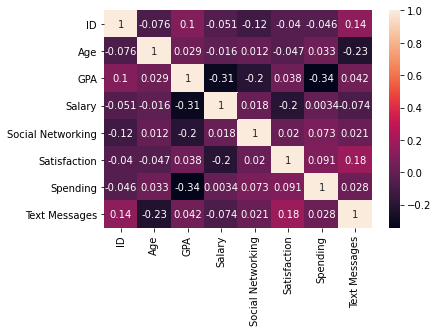 ID 1 -0.076 0.1 -0.051 -0.12 -0.04 -0.046 0.14
Age -0.076 1 0.029 -0.016 0.012 -0.047 0.033 -0.23
GPA 0.1 0.029 1 -0.31 -0.2 0.038 -0.34 0.042
Salary -0.051 -0.016 -0.31 1 0.018 -0.2 0.0034 -0.074
Social Networking -0.12 0.012 -0.2 0.018 1 0.02 0.073 0.021
Satisfaction -0.04 -0.047 0.038 -0.2 0.02 1 0.091 0.18
Spending -0.046 0.033 -0.34 0.0034 0.073 0.091 1 0.028
Text Messages 0.14 -0.23 0.042 -0.074 0.021 0.18 0.028 1
ID
Age
GPA
Salary
Social Networking
Satisfaction
Spending
Text Messages
1.0
0.8
0.6
0.4
0.2
0.0
−0.2